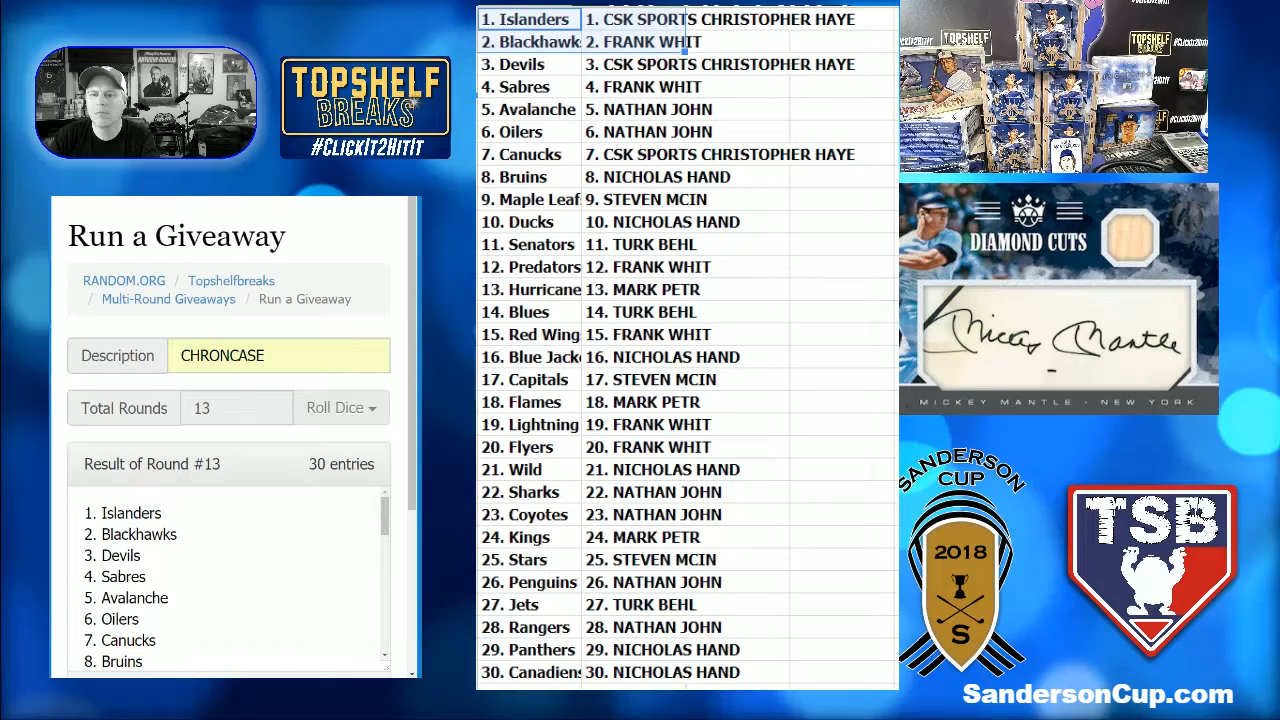 TOPSHELF
BREAKS
#CLICKIT2HITIT
Run a Giveaway
RANDOM.ORG / Topshelfbreaks
/ Multi-Round Giveaways / Run a Giveaway
Description CHRONCASE
Total Rounds 13 Roll Dice
Result of Round #13 30 entries
1. Islanders
2. Blackhawks
3. Devils
4. Sabres
5. Avalanche
6. Oilers
7. Canucks
8. Bruins
1. Islanders 1. CSK SPORTS CHRISTOPHER HAYE
2. Blackhawk 2. FRANK WHIT
3. Devils 3. CSK SPORTS CHRISTOPHER HAYE
4. Sabres 4. FRANK WHIT
5. Avalanche 5. NATHAN JOHN
6. Oilers 6. NATHAN JOHN
7. Canucks 7. CSK SPORTS CHRISTOPHER HAYE
8. Bruins 8. NICHOLAS HAND
9. Maple Leaf 9. STEVEN MCIN
10. Ducks 10. NICHOLAS HAND
11. Senators 11. TURK BEHL
12. Predators 12. FRANK WHIT
13. Hurricane 13. MARK PETR
14. Blues 14. TURK BEHL
15. Red Wing 15. FRANK WHIT
16. Blue Jack 16. NICHOLAS HAND
17. Capitals 17. STEVEN MCIN
18. Flames 18. MARK PETR
19. Lightning 19. FRANK WHIT
20. Flyers 20. FRANK WHIT
21. Wild 21. NICHOLAS HAND
22. Sharks 22. NATHAN JOHN
23. Coyotes 23. NATHAN JOHN
24. Kings 24. MARK PETR
25. Stars 25. STEVEN MCIN
26. Penguins 26. NATHAN JOHN
27. Jets 27. TURK BEHL
28. Rangers 28. NATHAN JOHN
29. Panthers 29. NICHOLAS HAND
30. Canadiens 30. NICHOLAS HAND
DIAMOND CUTS
Mickey Mantle
MICKEY MANTLE · NEW YORK
SANDERSON
CUP
2018
S
TSB
SandersonCup.com